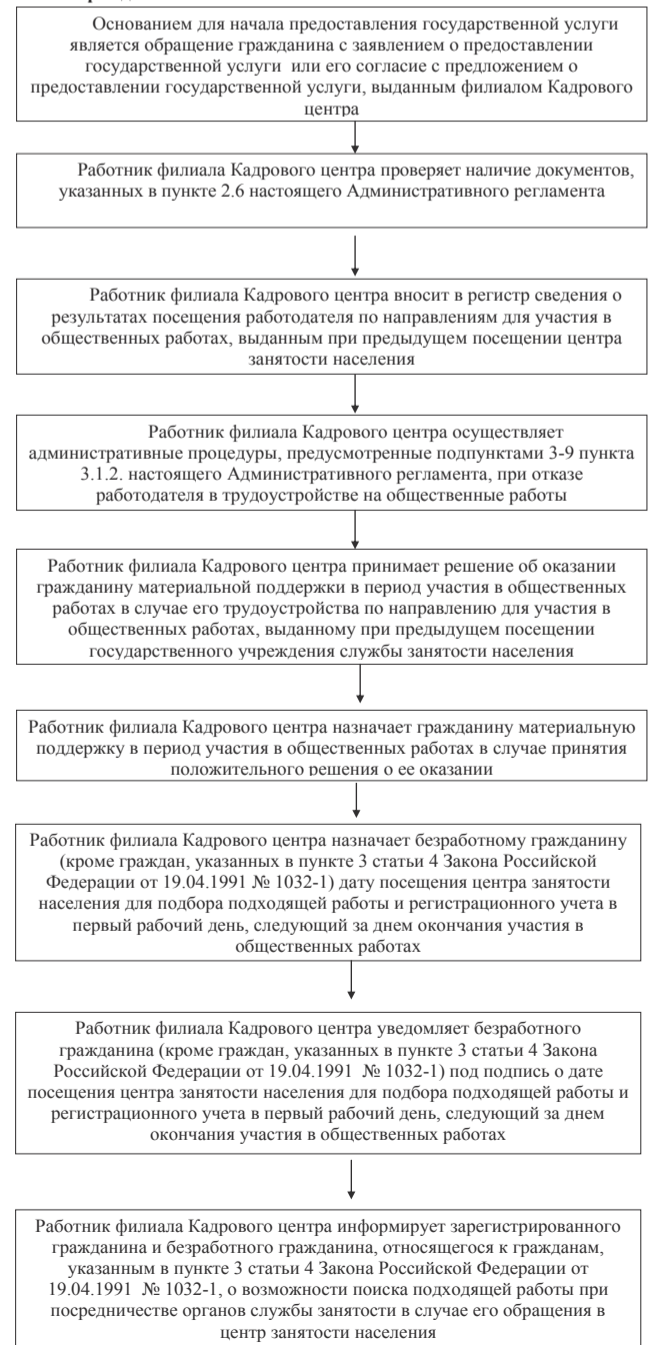 Основанием для начала предоставления государственной услуги
является обращение гражданина с заявлением о предоставлении
государственной услуги или его согласие с предложением о
предоставлении государственной услуги, выданным филиалом Кадрового
центра
Работник филиала Кадрового центра проверяет наличие документов,
указанных в пункте 2.6 настоящего Административного регламента
Работник филиала Кадрового центра вносит в регистр сведения о
результатах посещения работодателя по направлениям для участия в
общественных работах, выданным при предыдущем посещении центра
занятости населения
Работник филиала Кадрового центра осуществляет
административные процедуры, предусмотренные подпунктами 3-9 пункта
3.1.2. настоящего Административного регламента, при отказе
работодателя в трудоустройстве на общественные работы
Работник филиала Кадрового центра принимает решение об оказании
гражданину материальной поддержки в период участия в общественных
работах в случае его трудоустройства по направлению для участия в
общественных работах, выданному при предыдущем посещении
государственного учреждения службы занятости населения
Работник филиала Кадрового центра назначает гражданину материальную
поддержку в период участия в общественных работах в случае принятия
положительного решения о ее оказании
Работник филиала Кадрового центра назначает безработному гражданину
(кроме граждан, указанных в пункте 3 статьи 4 Закона Российской
Федерации от 19.04.1991 № 1032-1) дату посещения центра занятости
населения для подбора подходящей работы и регистрационного учета в
первый рабочий день, следующий за днем окончания участия в
общественных работах
Работник филиала Кадрового центра уведомляет безработного
гражданина (кроме граждан, указанных в пункте 3 статьи 4 Закона
Российской Федерации от 19.04.1991 № 1032-1) под подпись о дате
посещения центра занятости населения для подбора подходящей работы и
регистрационного учета в первый рабочий день, следующий за днем
окончания участия в общественных работах
Работник филиала Кадрового центра информирует зарегистрированного
гражданина и безработного гражданина, относящегося к гражданам,
указанным в пункте 3 статьи 4 Закона Российской Федерации от
19.04.1991 № 1032-1, о возможности поиска подходящей работы при
посредничестве органов службы занятости в случае его обращения в
центр занятости населения